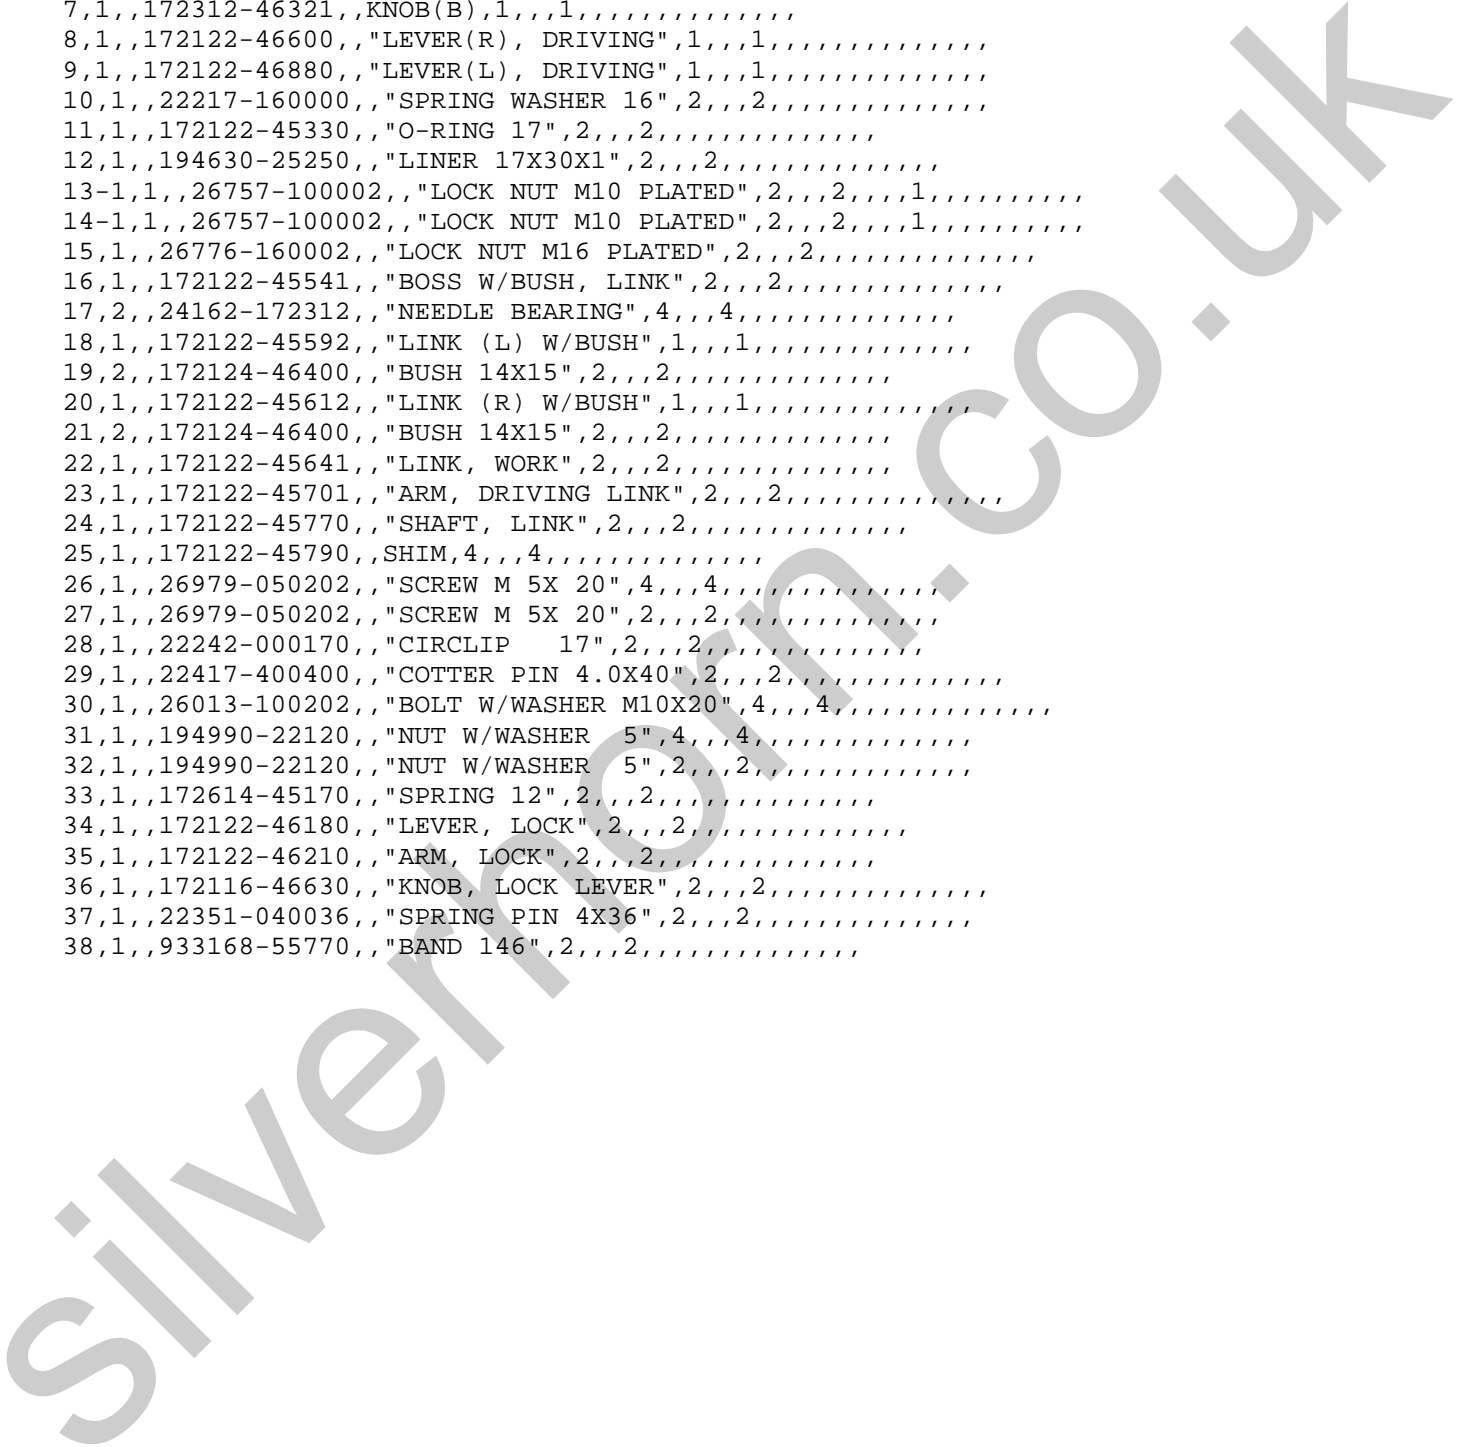 7,1,,172312-46321,,KNOB(B),1,,,1,,,,,,,,,,,,,,
8,1,,172122-46600,,"LEVER(R), DRIVING",1,,,1,,,,,,,,,,,,,,
9,1,,172122-46880,,"LEVER(L), DRIVING",1,,,1,,,,,,,,,,,,,,
10,1,,22217-160000,,"SPRING WASHER 16",2,,,2,,,,,,,,,,,,,,
11,1,,172122-45330,,"O-RING 17",2,,,2,,,,,,,,,,,,,,
12,1,,194630-25250,,"LINER 17X30X1",2,,,2,,,,,,,,,,,,,,
13-1,1,,26757-100002,,"LOCK NUT M10 PLATED",2,,,2,,,,1,,,,,,,,,,
14-1,1,,26757-100002,,"LOCK NUT M10 PLATED",2,,,2,,,,1,,,,,,,,,,
15,1,,26776-160002,,"LOCK NUT M16 PLATED",2,,,2,,,,,,,,,,,,,,
16,1,,172122-45541,,"BOSS W/BUSH, LINK",2,,,2,,,,,,,,,,,,,,
17,2,,24162-172312,,"NEEDLE BEARING",4,,,4,,,,,,,,,,,,,,
18,1,,172122-45592,,"LINK (L) W/BUSH",1,,,1,,,,,,,,,,,,,,
19,2,,172124-46400,,"BUSH 14X15",2,,,2,,,,,,,,,,,,,,
20,1,,172122-45612,,"LINK (R) W/BUSH",1,,,1,,,,,,,,,,,,,,
21,2,,172124-46400,,"BUSH 14X15",2,,,2,,,,,,,,,,,,,,
22,1,,172122-45641,,"LINK, WORK",2,,,2,,,,,,,,,,,,,,
23,1,,172122-45701,,"ARM, DRIVING LINK",2,,,2,,,,,,,,,,,,,,
24,1,,172122-45770,,"SHAFT, LINK",2,,,2,,,,,,,,,,,,,,
25,1,,172122-45790,,SHIM,4,,,4,,,,,,,,,,,,,,
26,1,,26979-050202,,"SCREW M 5X 20",4,,,4,,,,,,,,,,,,,,
27,1,,26979-050202,,"SCREW M 5X 20",2,,,2,,,,,,,,,,,,,,
28,1,,22242-000170,,"CIRCLIP   17",2,,,2,,,,,,,,,,,,,,
29,1,,22417-400400,,"COTTER PIN 4.0X40",2,,,2,,,,,,,,,,,,,,
30,1,,26013-100202,,"BOLT W/WASHER M10X20",4,,,4,,,,,,,,,,,,,,
31,1,,194990-22120,,"NUT W/WASHER  5",4,,,4,,,,,,,,,,,,,,
32,1,,194990-22120,,"NUT W/WASHER  5",2,,,2,,,,,,,,,,,,,,
33,1,,172614-45170,,"SPRING 12",2,,,2,,,,,,,,,,,,,,
34,1,,172122-46180,,"LEVER, LOCK",2,,,2,,,,,,,,,,,,,,
35,1,,172122-46210,,"ARM, LOCK",2,,,2,,,,,,,,,,,,,,
36,1,,172116-46630,,"KNOB, LOCK LEVER",2,,,2,,,,,,,,,,,,,,
37,1,,22351-040036,,"SPRING PIN 4X36",2,,,2,,,,,,,,,,,,,,
38,1,,933168-55770,,"BAND 146",2,,,2,,,,,,,,,,,,,,
silverhorn.co.uk